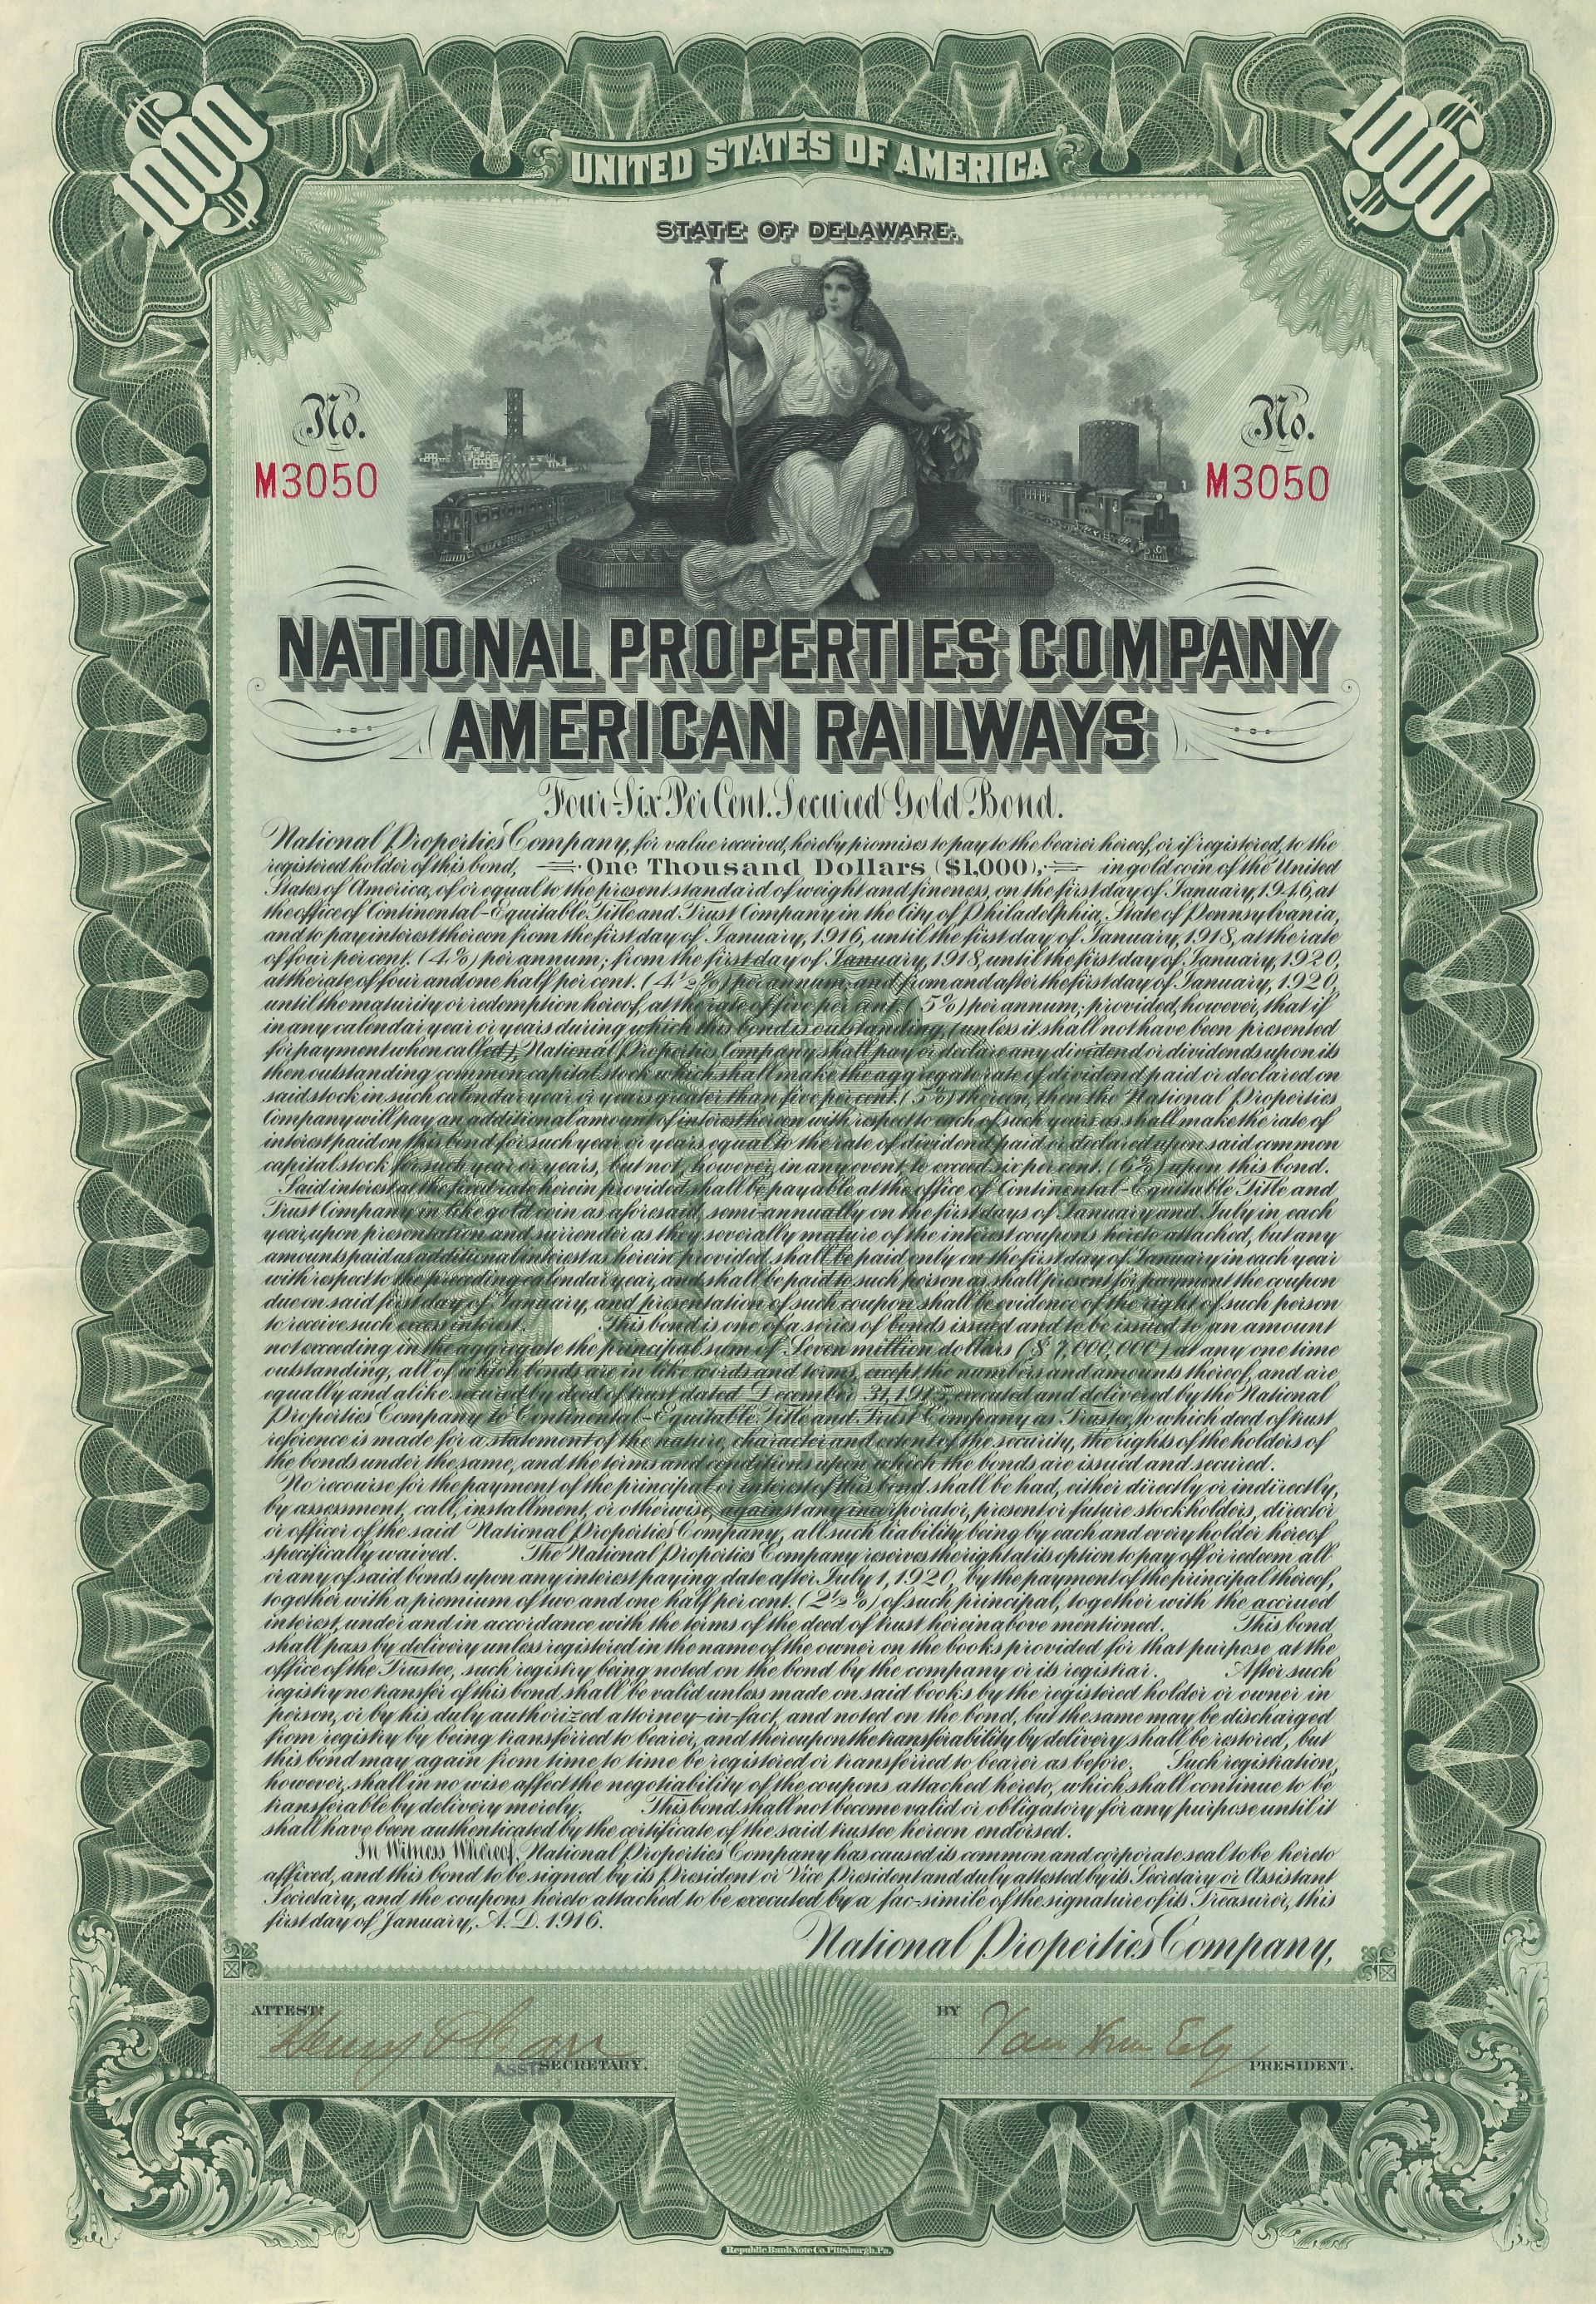 $1000
$1000
UNITED STATES OF AMERICA
STATE OF DELAWARE.
No. No.
M3050 M3050
NATIONAL PROPERTIES COMPANY
AMERICAN RAILWAYS
Four-Six Per Cent. Secured Gold Bond.
National Properties Company, for value received, hereby promises to pay to the bearer hereof, or if registered, to the
registered holder of this bond, One Thousand Dollars ($1,000), in gold coin of the United
States of America, of or equal to the present standard of weight and fineness, on the first day of January, 1946, at
the office of Continental-Equitable Title and Trust Company in the City of Philadelphia, State of Pennsylvania,
and to pay interest thereon from the first day of January, 1916, until the first day of January, 1918, at the rate
of four per cent. (4%) per annum; from the first day of January, 1918, until the first day of January, 1920,
at the rate of four and one half per cent. (4½%) per annum; and from and after the first day of January, 1920,
until the maturity or redemption hereof, at the rate of five per cent. (5%) per annum; provided, however, that if
in any calendar year or years during which this bond is outstanding, (unless it shall not have been presented
for payment when called), National Properties Company shall pay or declare any dividend or dividends upon its
then outstanding common capital stock which shall make the aggregate rate of dividend paid or declared on
said stock in such calendar year or years greater than five per cent. (5%) thereon, then the National Properties
Company will pay an additional amount of interest hereon with respect to each of such years as shall make the rate of
interest paid on this bond for such year or years, equal to the rate of dividend paid or declared upon said common
capital stock for such year or years, but not, however, in any event, to exceed six per cent. (6%) upon this bond.
Said interest at the fixed rate herein provided, shall be payable at the office of Continental-Equitable Title and
Trust Company in like gold coin as aforesaid, semi-annually on the first days of January and July in each
year, upon presentation and surrender as they severally mature of the interest coupons hereto attached, but any
amounts paid as additional interest as herein provided, shall be paid only on the first day of January in each year
with respect to the preceding calendar year, and shall be paid to such person as shall present for payment the coupon
due on said first day of January, and presentation of such coupon shall be evidence of the right of such person
to receive such excess interest. This bond is one of a series of bonds issued and to be issued to an amount
not exceeding in the aggregate the principal sum of Seven million dollars ($7,000,000) at any one time
outstanding, all of which bonds are in like words and terms, except the numbers and amounts thereof, and are
equally and alike secured by deed of trust dated December 31, 1915, executed and delivered by the National
Properties Company to Continental-Equitable Title and Trust Company as Trustee, to which deed of trust
reference is made for a statement of the nature, character and extent of the security, the rights of the holders of
the bonds under the same, and the terms and conditions upon which the bonds are issued and secured.
No recourse for the payment of the principal or interest of this bond shall be had, either directly or indirectly,
by assessment, call, installment, or otherwise, against any incorporator, present or future stockholders, director
or officer of the said National Properties Company, all such liability being by each and every holder hereof
specifically waived. The National Properties Company reserves the right at its option to pay off or redeem all
or any of said bonds upon any interest paying date after July 1, 1920, by the payment of the principal thereof,
together with a premium of two and one half per cent. (2½%) of such principal, together with the accrued
interest, under and in accordance with the terms of the deed of trust hereinabove mentioned. This bond
shall pass by delivery unless registered in the name of the owner on the books provided for that purpose at the
office of the Trustee, such registry being noted on the bond by the company or its registrar. After such
registry no transfer of this bond shall be valid unless made on said books by the registered holder or owner in
person, or by his duly authorized attorney-in-fact, and noted on the bond, but the same may be discharged
from registry by being transferred to bearer, and thereupon the transferability by delivery shall be restored, but
this bond may again from time to time be registered or transferred to bearer as before. Such registration,
however, shall in no wise affect the negotiability of the coupons attached hereto, which shall continue to be
transferable by delivery merely. This bond shall not become valid or obligatory for any purpose until it
shall have been authenticated by the certificate of the said trustee hereon endorsed.
In Witness Whereof, National Properties Company has caused its common and corporate seal to be hereto
affixed, and this bond to be signed by its President or Vice President and duly attested by its Secretary or Assistant
Secretary, and the coupons hereto attached to be executed by a fac-simile of the signature of its Treasurer, this
first day of January, A. D. 1916.
National Properties Company,
ATTEST: BY
Henry P. Carr Van Horn Ely
ASST. SECRETARY. PRESIDENT.
Republic Bank Note Co. Pittsburgh, Pa.